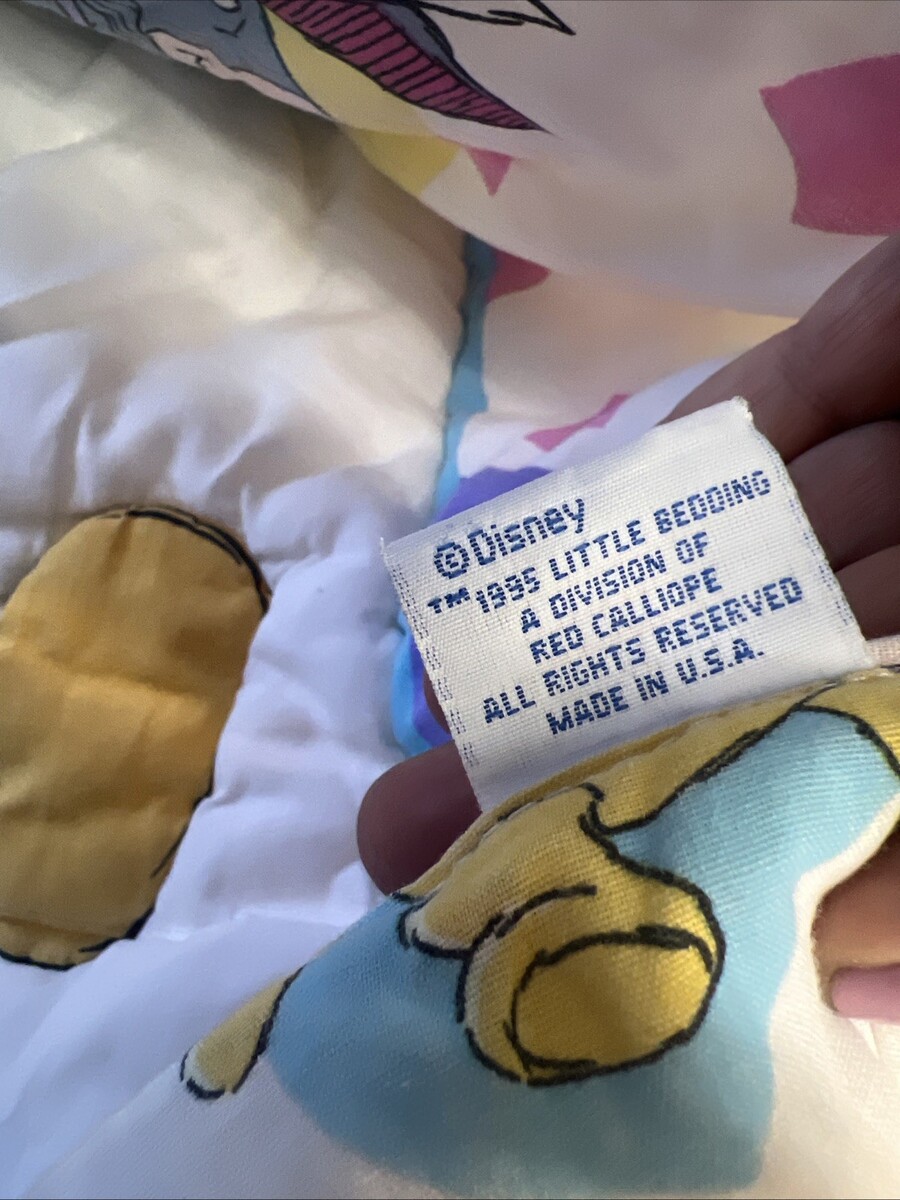 ©Disney
™1995 LITTLE BEDDING
A DIVISION OF
RED CALLIOPE
ALL RIGHTS RESERVED
MADE IN U.S.A.